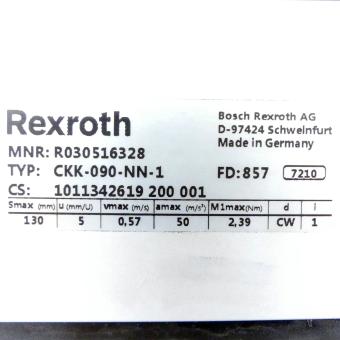 Rexroth
Bosch Rexroth AG
D-97424 Schweinfurt
Made in Germany
MNR: R030516328
TYP: CKK-090-NN-1 FD: 857 7210
CS: 1011342619 200 001
Smax (mm) u (mm/U) vmax (m/s) amax (m/s²) M1max(Nm) d i
130 5 0,57 50 2,39 CW 1